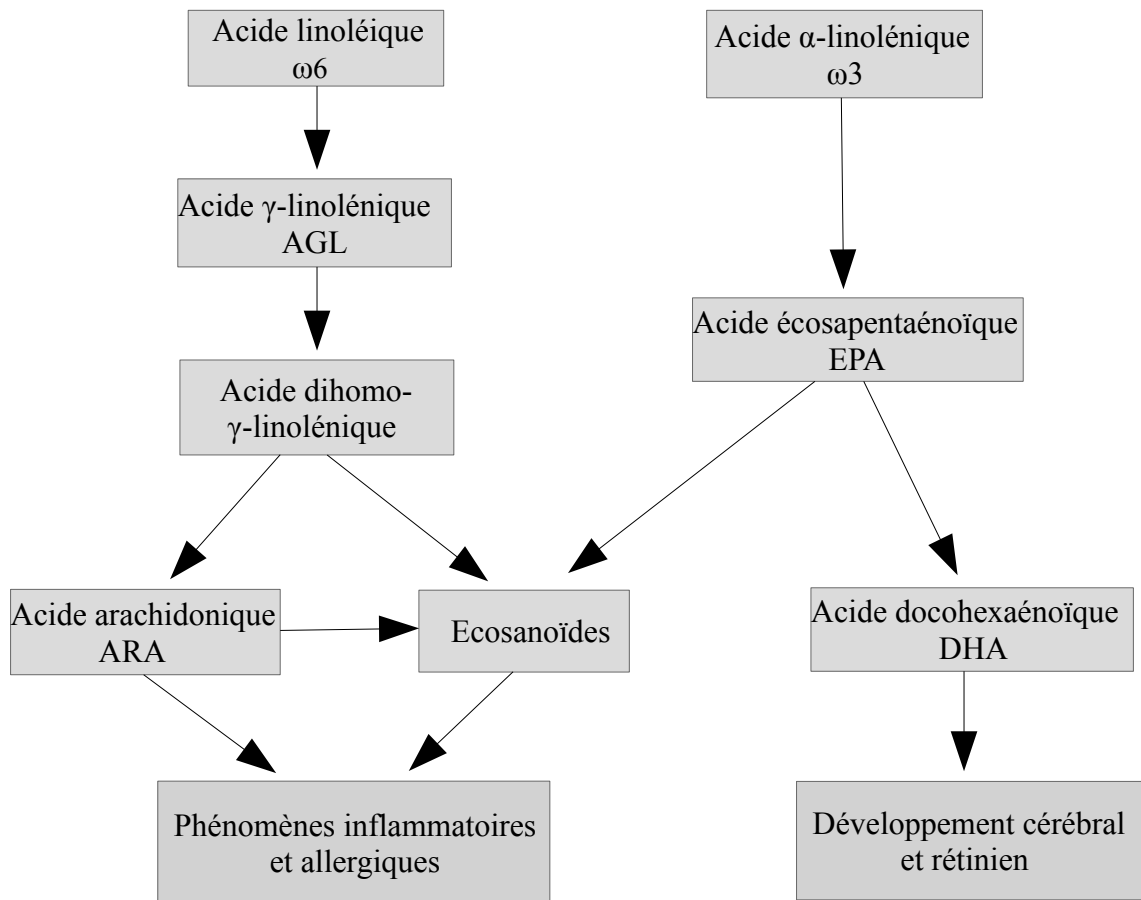 Acide linoléique
ω6
Acide α-linolénique
ω3
Acide γ-linolénique
AGL
Acide écosapentaénoïque
EPA
Acide dihomo-
γ-linolénique
Acide arachidonique
ARA
Ecosanoïdes
Acide docohexaénoïque
DHA
Phénomènes inflammatoires
et allergiques
Développement cérébral
et rétinien